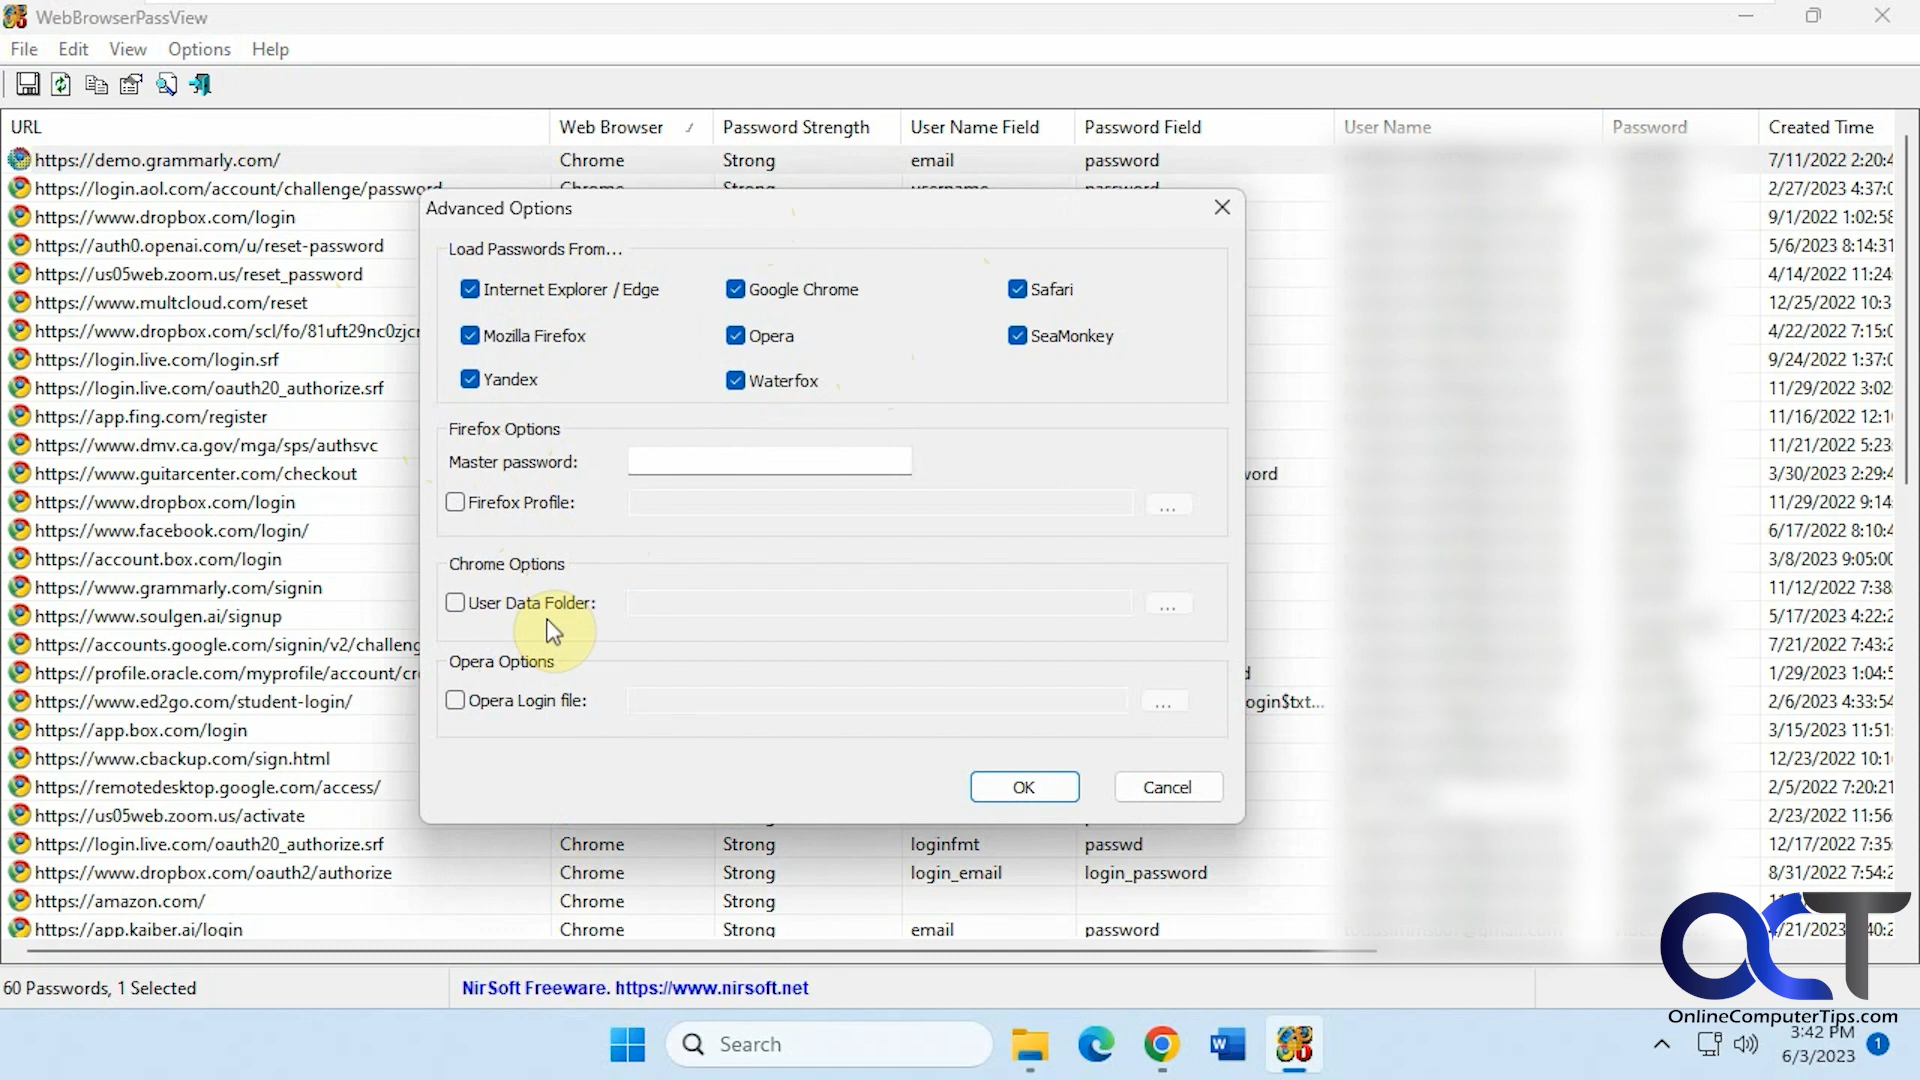 WebBrowserPassView
File Edit View Options Help
URL Web Browser Password Strength User Name Field Password Field User Name Password Created Time
https://demo.grammarly.com/ Chrome Strong email password 7/11/2022 2:20:4
https://login.aol.com/account/challenge/password Chrome Strong username password 2/27/2023 4:37:0
https://www.dropbox.com/login 9/1/2022 1:02:58
Advanced Options
https://auth0.openai.com/u/reset-password 5/6/2023 8:14:31
Load Passwords From...
https://us05web.zoom.us/reset_password 4/14/2022 11:24:
Internet Explorer / Edge Google Chrome Safari
https://www.multcloud.com/reset 12/25/2022 10:3
https://www.dropbox.com/scl/fo/81uft29nc0zjcr 4/22/2022 7:15:0
Mozilla Firefox Opera SeaMonkey
https://login.live.com/login.srf 9/24/2022 1:37:0
Yandex Waterfox
https://login.live.com/oauth20_authorize.srf 11/29/2022 3:02:
https://app.fing.com/register 11/16/2022 12:1
Firefox Options
https://www.dmv.ca.gov/mga/sps/authsvc 11/21/2022 5:23:
Master password:
https://www.guitarcenter.com/checkout word 3/30/2023 2:29:4
https://www.dropbox.com/login 11/29/2022 9:14:
Firefox Profile: ...
https://www.facebook.com/login/ 6/17/2022 8:10:4
https://account.box.com/login 3/8/2023 9:05:00
Chrome Options
https://www.grammarly.com/signin 11/12/2022 7:38:
User Data Folder: ...
https://www.soulgen.ai/signup 5/17/2023 4:22:2
https://accounts.google.com/signin/v2/challeng 7/21/2022 7:43:2
Opera Options
https://profile.oracle.com/myprofile/account/cr d 1/29/2023 1:04:5
https://www.ed2go.com/student-login/ ogin$txt... 2/6/2023 4:33:54
Opera Login file: ...
https://app.box.com/login 3/15/2023 11:51:
https://www.cbackup.com/sign.html 12/23/2022 10:1
https://remotedesktop.google.com/access/ 2/5/2022 7:20:21
OK Cancel
https://us05web.zoom.us/activate 2/23/2022 11:56:
https://login.live.com/oauth20_authorize.srf Chrome Strong loginfmt passwd 12/17/2022 7:35:
https://www.dropbox.com/oauth2/authorize Chrome Strong login_email login_password 8/31/2022 7:54:2
https://amazon.com/ Chrome Strong
https://app.kaiber.ai/login Chrome Strong email password 4/21/2023 40:2
OCT
60 Passwords, 1 Selected NirSoft Freeware. https://www.nirsoft.net
OnlineComputerTips.com
Search
3:42 PM
6/3/2023 1